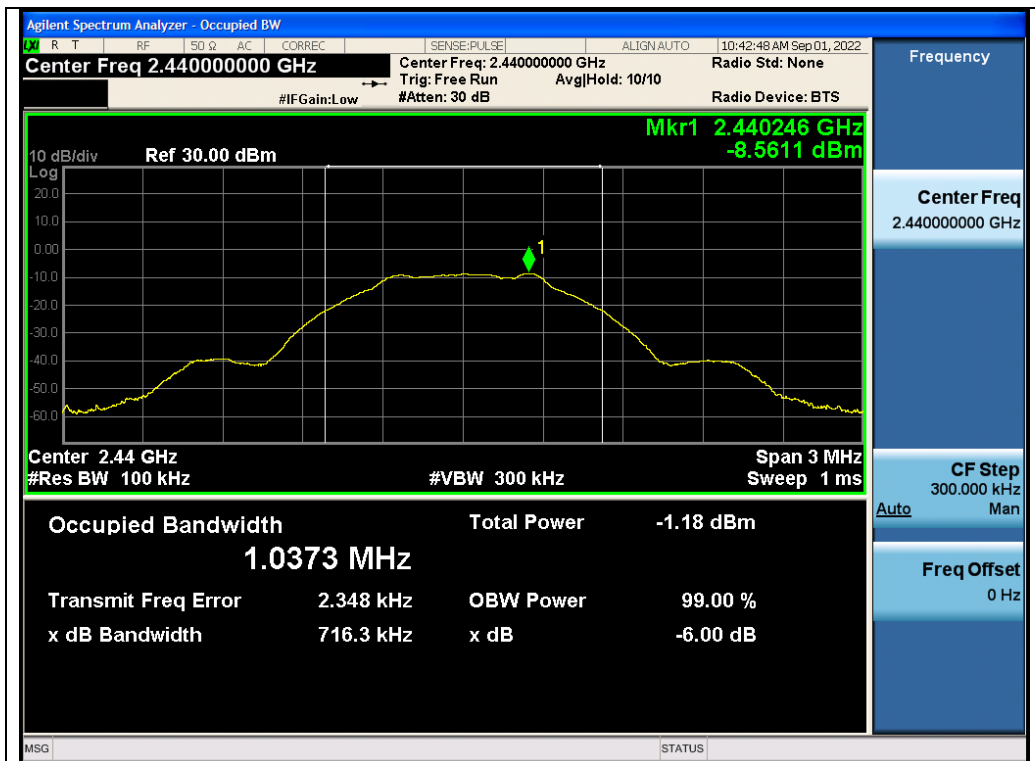 Agilent Spectrum Analyzer - Occupied BW
LXI R T RF 50 Ω AC CORREC SENSE:PULSE ALIGN AUTO 10:42:48 AM Sep 01, 2022
Center Freq 2.440000000 GHz
Center Freq: 2.440000000 GHz
Radio Std: None
Trig: Free Run Avg|Hold: 10/10
#IFGain:Low
#Atten: 30 dB
Radio Device: BTS
Mkr1 2.440246 GHz
-8.5611 dBm
10 dB/div Ref 30.00 dBm
Log
20.0
10.0
0.00
1
-10.0
-20.0
-30.0
-40.0
-50.0
-60.0
Center 2.44 GHz Span 3 MHz
#Res BW 100 kHz #VBW 300 kHz Sweep 1 ms
Occupied Bandwidth Total Power -1.18 dBm
1.0373 MHz
Transmit Freq Error 2.348 kHz OBW Power 99.00 %
x dB Bandwidth 716.3 kHz x dB -6.00 dB
MSG STATUS
Frequency
Center Freq
2.440000000 GHz
CF Step
300.000 kHz
Auto Man
Freq Offset
0 Hz